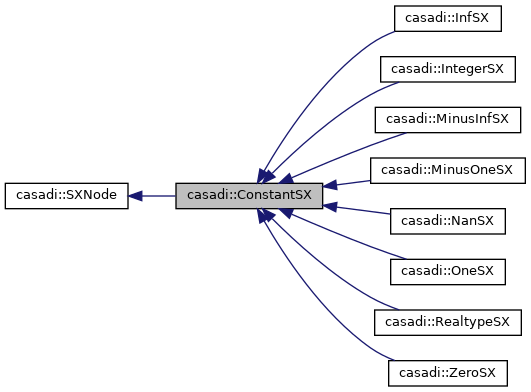 casadi::InfSX
casadi::IntegerSX
casadi::MinusInfSX
casadi::MinusOneSX
casadi::SXNode
casadi::ConstantSX
casadi::NanSX
casadi::OneSX
casadi::RealtypeSX
casadi::ZeroSX